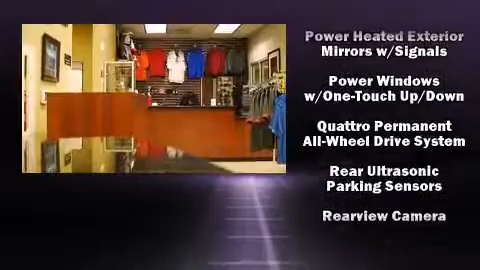 Power Heated Exterior
Mirrors w/Signals
Power Windows
w/One-Touch Up/Down
Quattro Permanent
All-Wheel Drive System
Rear Ultrasonic
Parking Sensors
Rearview Camera